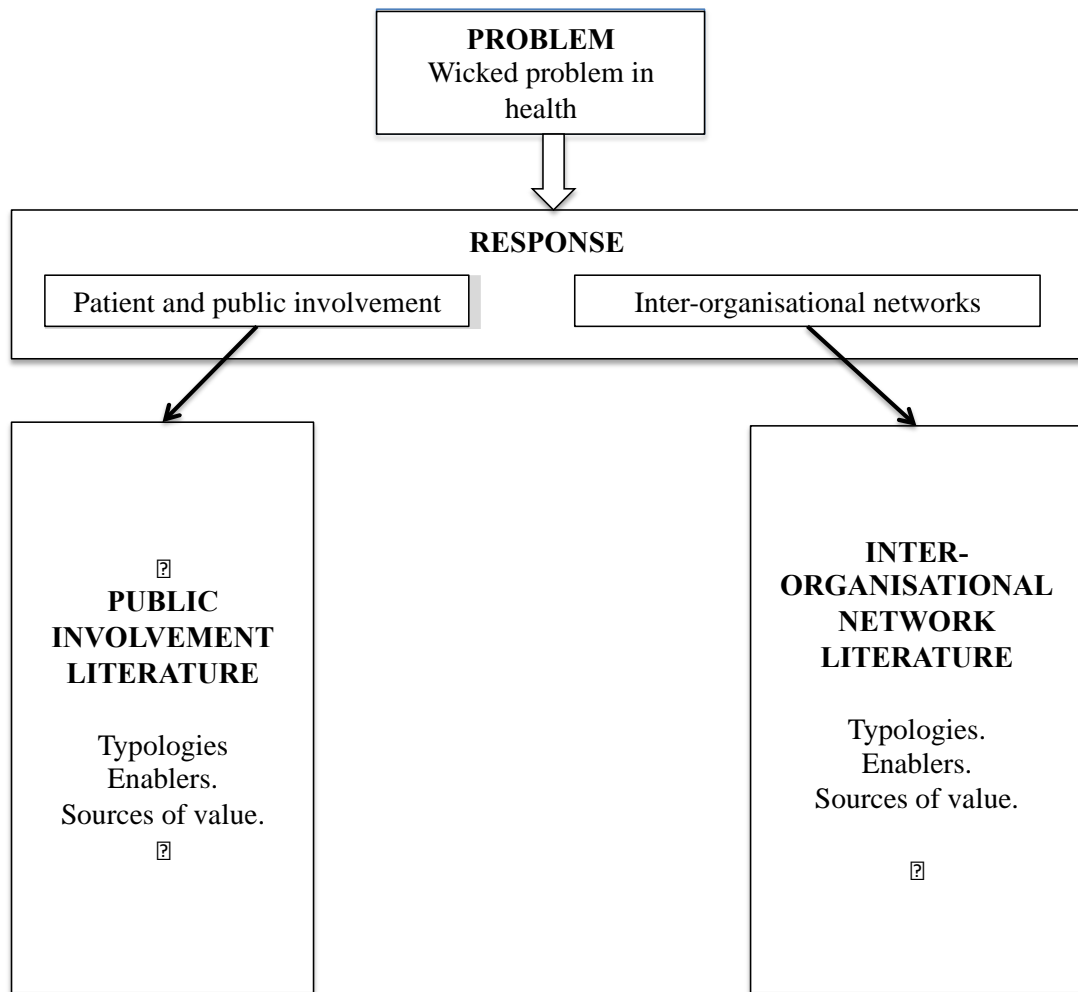 PROBLEM
Wicked problem in
health
RESPONSE
Patient and public involvement
Inter-organisational networks
PUBLIC
INVOLVEMENT
LITERATURE
Typologies
Enablers.
Sources of value.
INTER-
ORGANISATIONAL
NETWORK
LITERATURE
Typologies.
Enablers.
Sources of value.